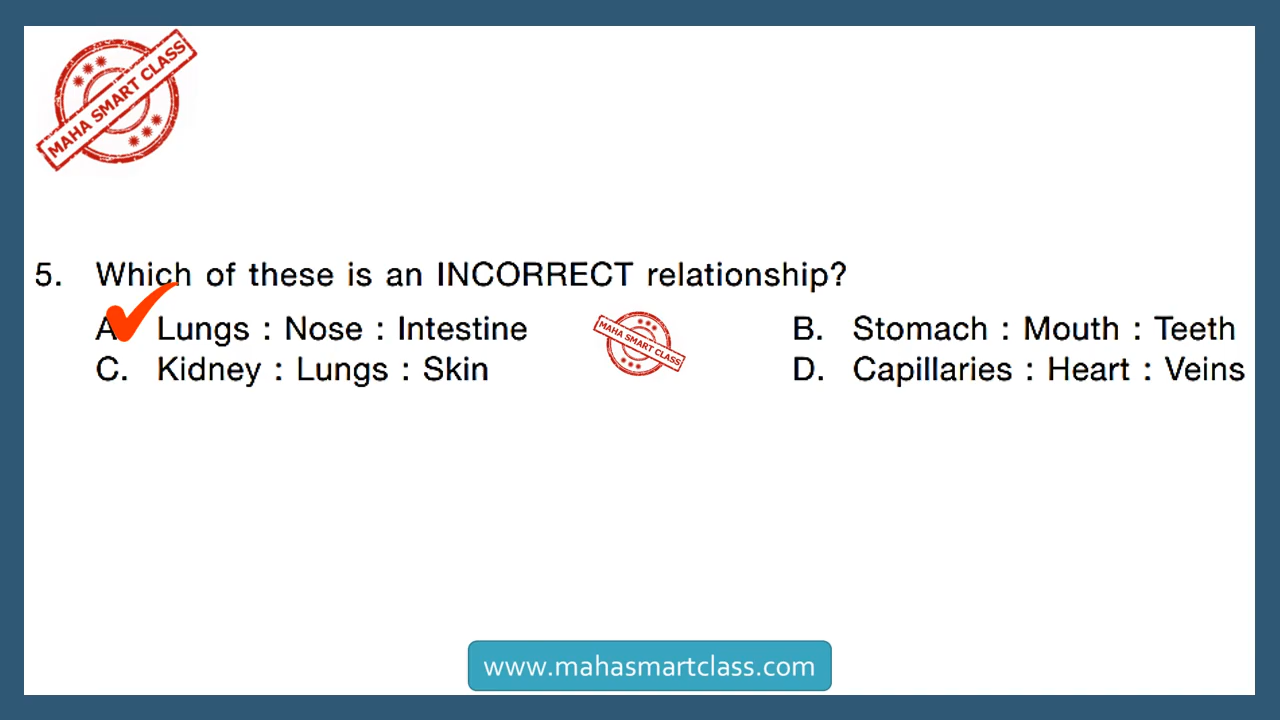 MAHA SMART CLASS
5. Which of these is an INCORRECT relationship?
A. Lungs : Nose : Intestine
B. Stomach : Mouth : Teeth
MAHA SMART CLASS
C. Kidney : Lungs : Skin
D. Capillaries : Heart : Veins
www.mahasmartclass.com